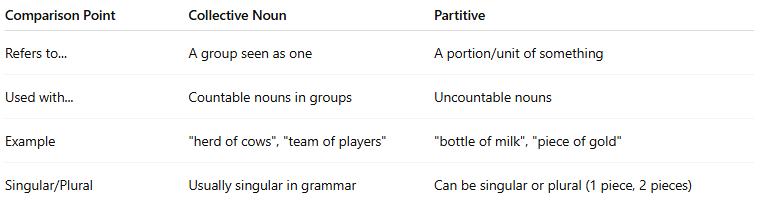 Comparison Point Collective Noun Partitive
Refers to... A group seen as one A portion/unit of something
Used with... Countable nouns in groups Uncountable nouns
Example "herd of cows", "team of players" "bottle of milk", "piece of gold"
Singular/Plural Usually singular in grammar Can be singular or plural (1 piece, 2 pieces)